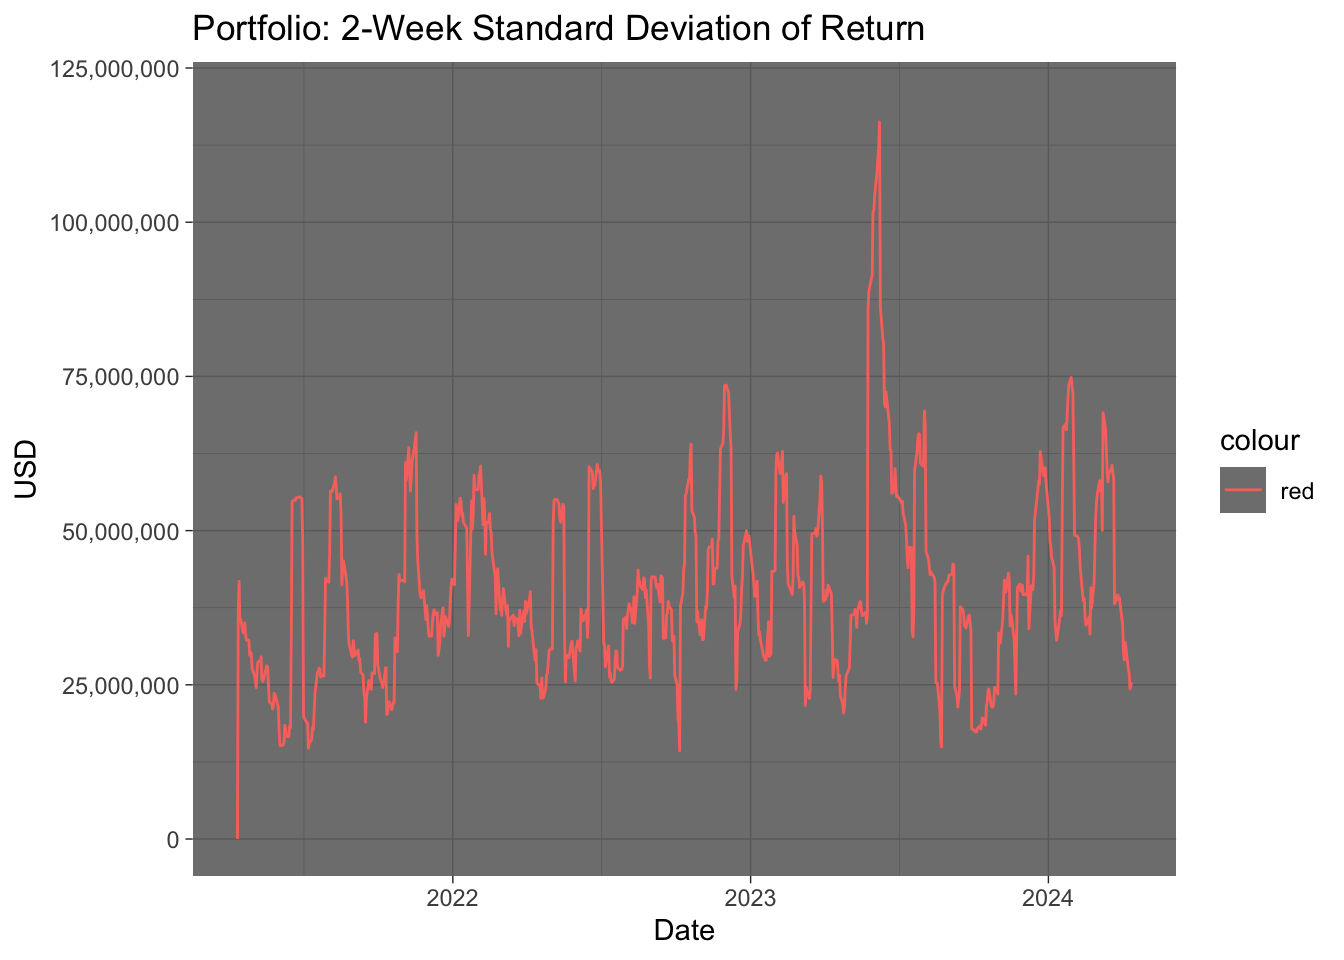 Portfolio: 2-Week Standard Deviation of Return
125,000,000
100,000,000
75,000,000
50,000,000
25,000,000
0
USD
2022
2023
2024
Date
colour
red